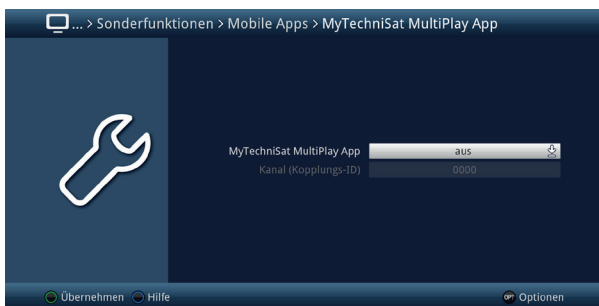 ... > Sonderfunktionen > Mobile Apps > MyTechniSat MultiPlay App
MyTechniSat MultiPlay App aus
Kanal (Kopplungs-ID) 0000
Übernehmen Hilfe OPT Optionen